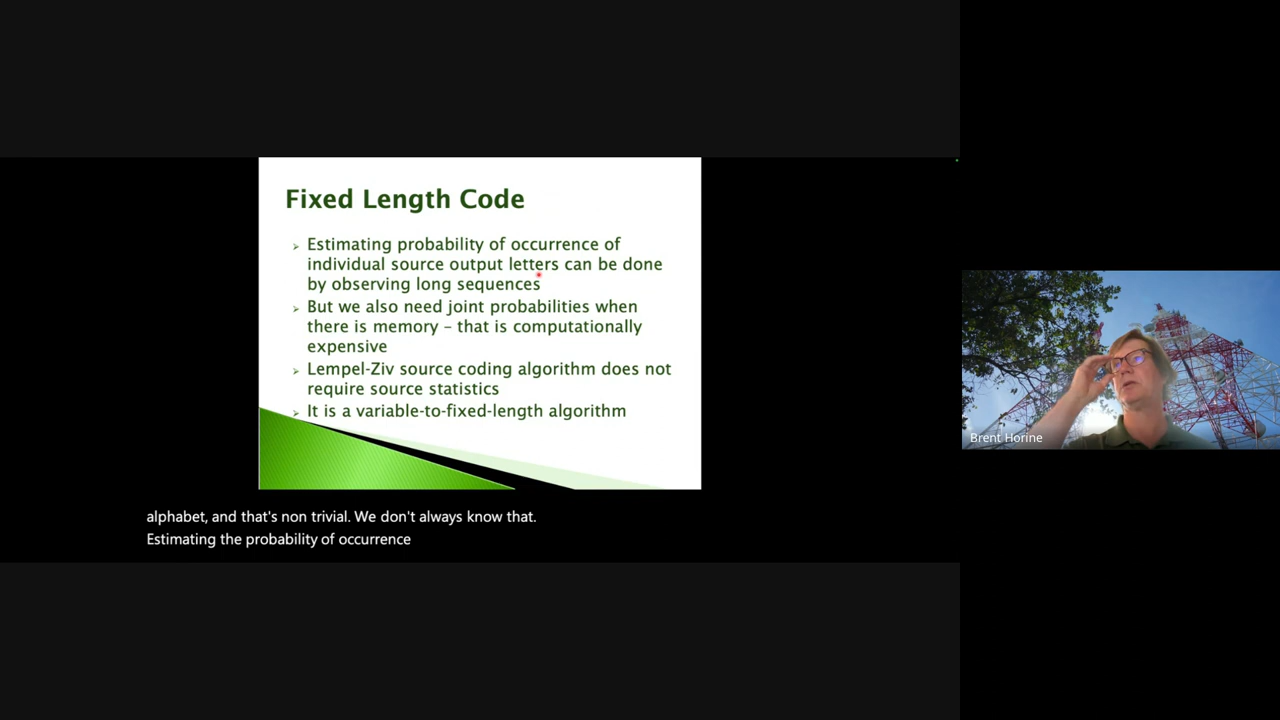 Fixed Length Code
Estimating probability of occurrence of
individual source output letters can be done
by observing long sequences
But we also need joint probabilities when
there is memory – that is computationally
expensive
Lempel-Ziv source coding algorithm does not
require source statistics
It is a variable-to-fixed-length algorithm
Brent Horine
alphabet, and that's non trivial. We don't always know that.
Estimating the probability of occurrence